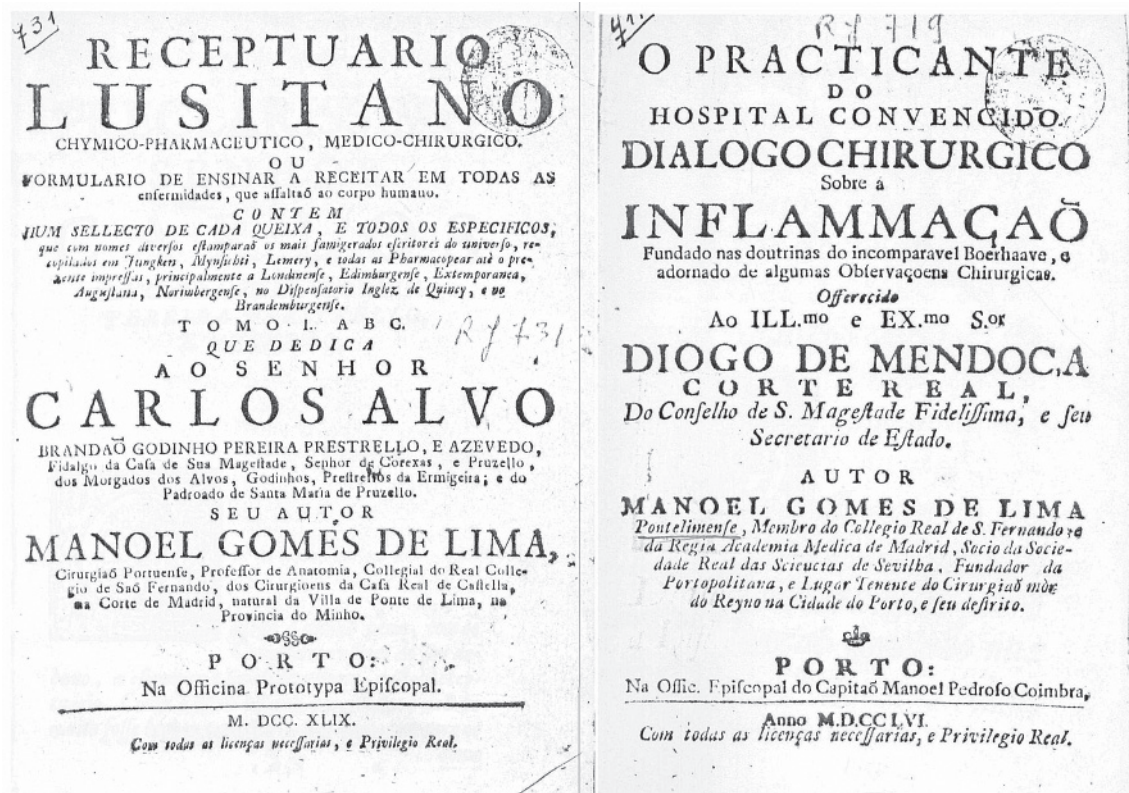 731
RECEPTUARIO
LUSITANO
CHYMICO-PHARMACEUTICO, MEDICO-CHIRURGICO.
OU
FORMULARIO DE ENSINAR A RECEITAR EM TODAS AS
enfermidades, que aſſaltaõ ao corpo humano.
CONTEM
HUM SELLECTO DE CADA QUEIXA, E TODOS OS ESPECIFICOS,
que com nomes diverſos eſtamparaõ os mais famigerados eſcritores do univerſo, re-
copilados em Jungken, Mynſicti, Lemery, e todas as Pharmacopeas atè o pre-
ſente impreſſas, principalmente a Londinenſe, Edimburgenſe, Extemporanea,
Auguſtana, Norimbergenſe, no Diſpenſatorio Inglez de Quincy, e no
Brandemburgenſe.
TOMO I. ABC.
R J 731
QUE DEDICA
AO SENHOR
CARLOS ALVO
BRANDAÕ GODINHO PEREIRA PRESTRELLO, E AZEVEDO,
Fidalgo da Caſa de Sua Mageſtade, Senhor de Corexas, e Pruzello,
dos Morgados dos Alvos, Godinhos, Preſtrellos da Ermigeira; e do
Padroado de Santa Maria de Pruzello.
SEU AUTOR
MANOEL GOMES DE LIMA,
Cirurgiaõ Portuenſe, Profeſſor de Anatomia, Collegial do Real Colle-
gio de Saõ Fernando, dos Cirurgioens da Caſa Real de Caſtella,
na Corte de Madrid, natural da Villa de Ponte de Lima, na
Provincia do Minho.
PORTO:
Na Officina Prototypa Epiſcopal.
M. DCC. XLIX.
Com todas as licenças neceſſarias, e Privilegio Real.
R J 719
O PRACTICANTE
DO
HOSPITAL CONVENCIDO.
DIALOGO CHIRURGICO
Sobre a
INFLAMMAÇAÕ
Fundado nas doutrinas do incomparavel Boerhaave, e
adornado de algumas Obſervaçoens Chirurgicas.
Offerecido
Ao ILL.mo e EX.mo S.or
DIOGO DE MENDOCA
CORTE REAL,
Do Conſelho de S. Mageſtade Fideliſſima, e ſeu
Secretario de Eſtado.
AUTOR
MANOEL GOMES DE LIMA
Pontelimenſe, Membro do Collegio Real de S. Fernando, e
da Regia Academia Medica de Madrid, Socio da Socie-
dade Real das Sciencias de Sevilha, Fundador da
Portopolitana, e Lugar Tenente do Cirurgiaõ mòr
do Reyno na Cidade do Porto, e ſeu deſtrito.
PORTO:
Na Offic. Epiſcopal do Capitaõ Manoel Pedroſo Coimbra,
Anno M.D.CCLVI.
Com todas as licenças neceſſarias, e Privilegio Real.